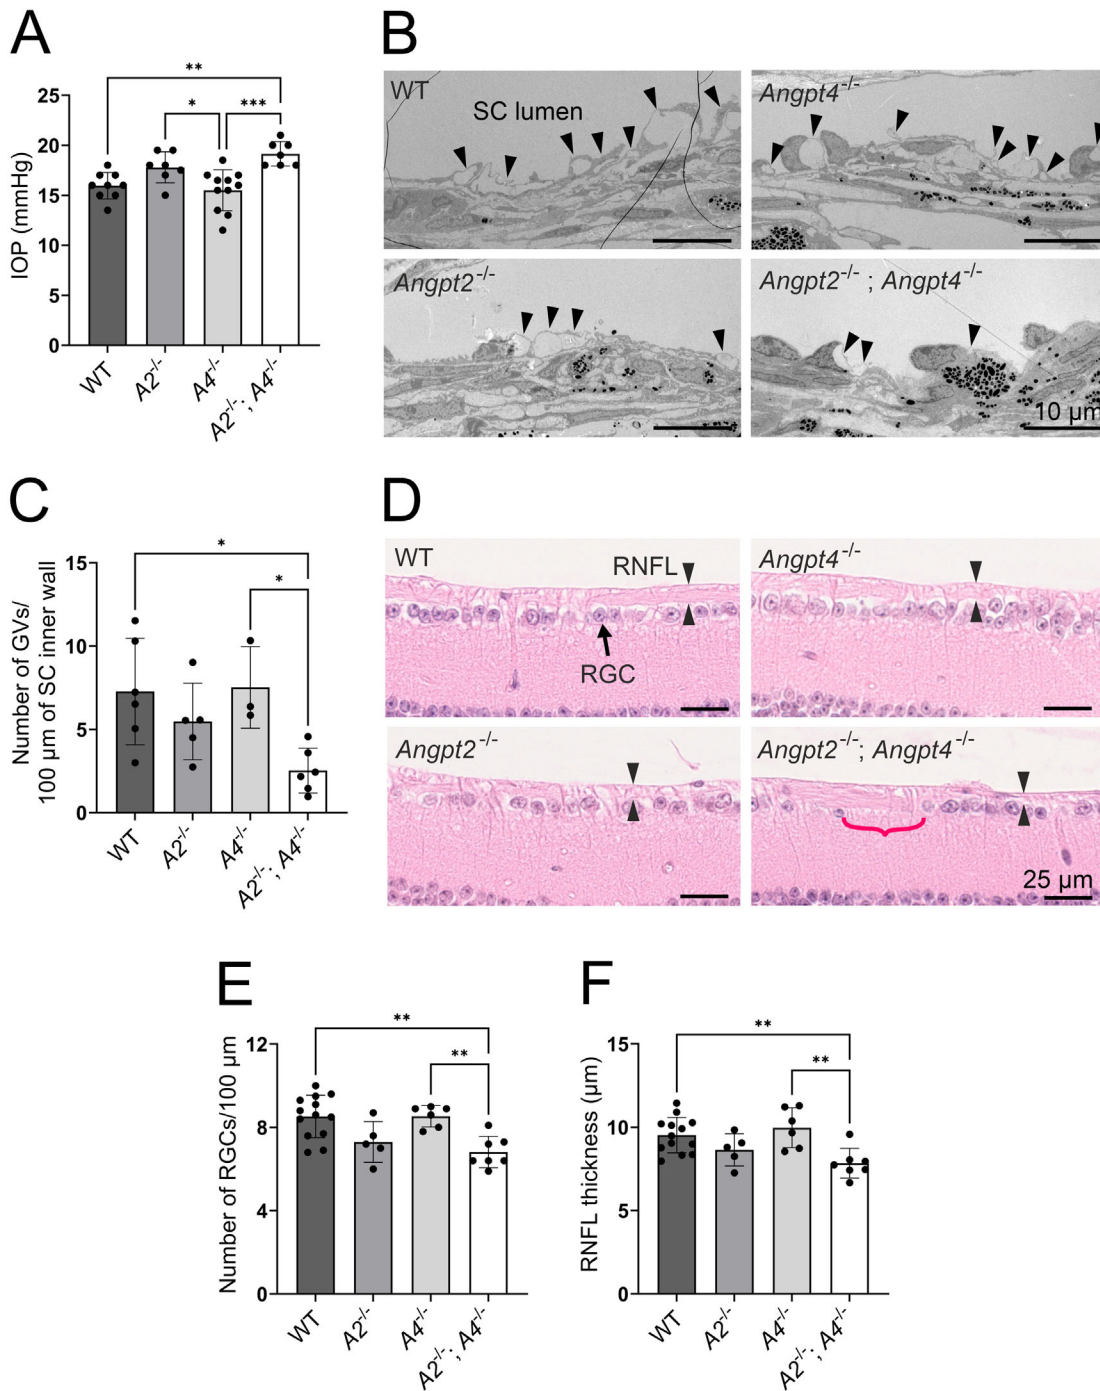 A
IOP (mmHg)
25
20
15
10
5
0
**
*
***
WT
A2-/-
A4-/-
A2-/-; A4-/-
B
WT
SC lumen
Angpt4-/-
Angpt2-/-
Angpt2-/- ; Angpt4-/-
10 µm
C
Number of GVs/
100 µm of SC inner wall
15
10
5
0
*
*
WT
A2-/-
A4-/-
A2-/-; A4-/-
D
WT
RNFL
RGC
Angpt4-/-
Angpt2-/-
Angpt2-/-; Angpt4-/-
25 µm
E
Number of RGCs/100 µm
12
8
4
0
**
**
WT
A2-/-
A4-/-
A2-/-; A4-/-
F
RNFL thickness (µm)
15
10
5
0
**
**
WT
A2-/-
A4-/-
A2-/-; A4-/-